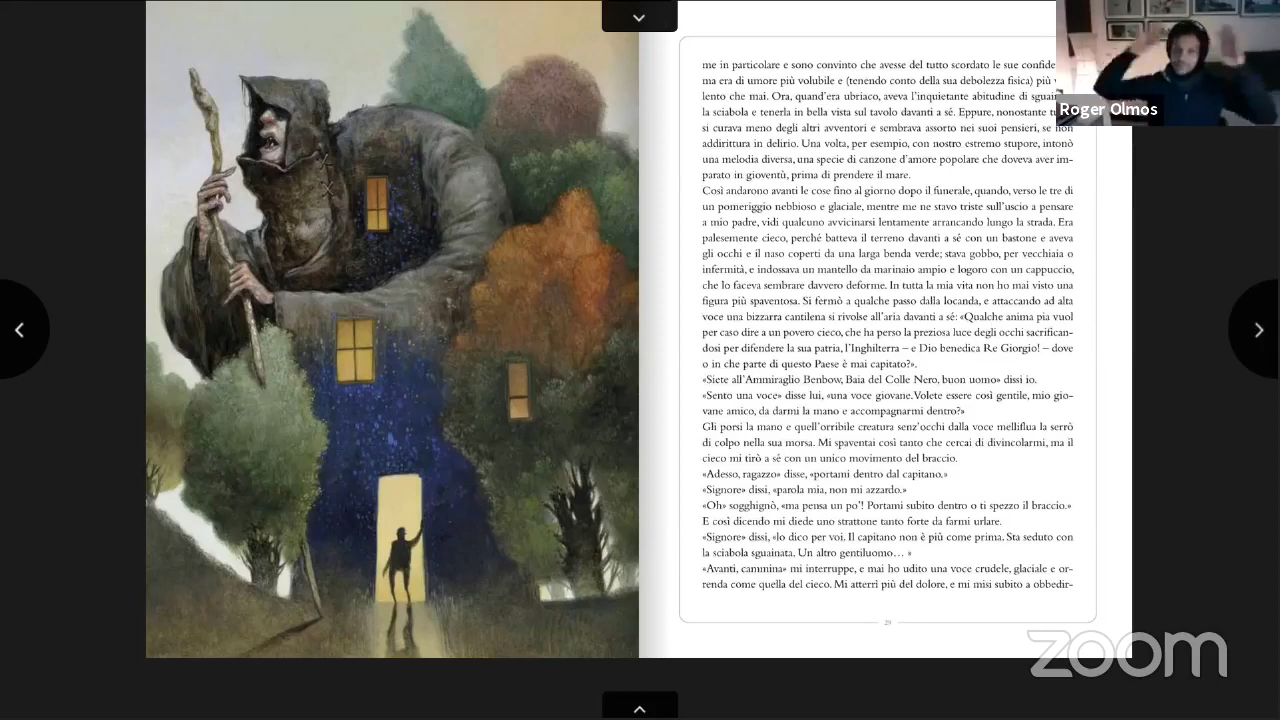 me in particolare e sono convinto che avesse del tutto scordato le sue
ma era di umore più volubile e (tenendo conto della sua debolezza fisica) più
lento che mai. Ora, quand'era ubriaco, aveva l'inquietante abitudine di
la sciabola e tenerla in bella vista sul tavolo davanti a sé. Eppure, nonostante
si curava meno degli altri avventori e sembrava assorto nei suoi pensieri, se non
addirittura in delirio. Una volta, per esempio, con nostro estremo stupore, intonò
una melodia diversa, una specie di canzone d'amore popolare che doveva aver im-
parato in gioventù, prima di prendere il mare.
Così andarono avanti le cose fino al giorno dopo il funerale, quando, verso le tre di
un pomeriggio nebbioso e glaciale, mentre me ne stavo triste sull'uscio a pensare
a mio padre, vidi qualcuno avvicinarsi lentamente arrancando lungo la strada. Era
palesemente cieco, perché batteva il terreno davanti a sé con un bastone e aveva
gli occhi e il naso coperti da una larga benda verde; stava gobbo, per vecchiaia o
infermità, e indossava un mantello da marinaio ampio e logoro con un cappuccio,
che lo faceva sembrare davvero deforme. In tutta la mia vita non ho mai visto una
figura più spaventosa. Si fermò a qualche passo dalla locanda, e attaccando ad alta
voce una bizzarra cantilena si rivolse all'aria davanti a sé: «Qualche anima pia vuol
per caso dire a un povero cieco, che ha perso la preziosa luce degli occhi sacrifican-
dosi per difendere la sua patria, l'Inghilterra – e Dio benedica Re Giorgio! – dove
o in che parte di questo Paese è mai capitato?».
«Siete all'Ammiraglio Benbow, Baia del Colle Nero, buon uomo» dissi io.
«Sento una voce» disse lui, «una voce giovane. Volete essere così gentile, mio gio-
vane amico, da darmi la mano e accompagnarmi dentro?»
Gli porsi la mano e quell'orribile creatura senz'occhi dalla voce melliflua la serrò
di colpo nella sua morsa. Mi spaventai così tanto che cercai di divincolarmi, ma il
cieco mi tirò a sé con un unico movimento del braccio.
«Adesso, ragazzo» disse, «portami dentro dal capitano.»
«Signore» dissi, «parola mia, non mi azzardo.»
«Oh» sogghignò, «ma pensa un po'! Portami subito dentro o ti spezzo il braccio.»
E così dicendo mi diede uno strattone tanto forte da farmi urlare.
«Signore» dissi, «lo dico per voi. Il capitano non è più come prima. Sta seduto con
la sciabola sguainata. Un altro gentiluomo… »
«Avanti, cammina» mi interruppe, e mai ho udito una voce crudele, glaciale e or-
renda come quella del cieco. Mi atterrì più del dolore, e mi misi subito a obbedir-
29
Roger Olmos
zoom